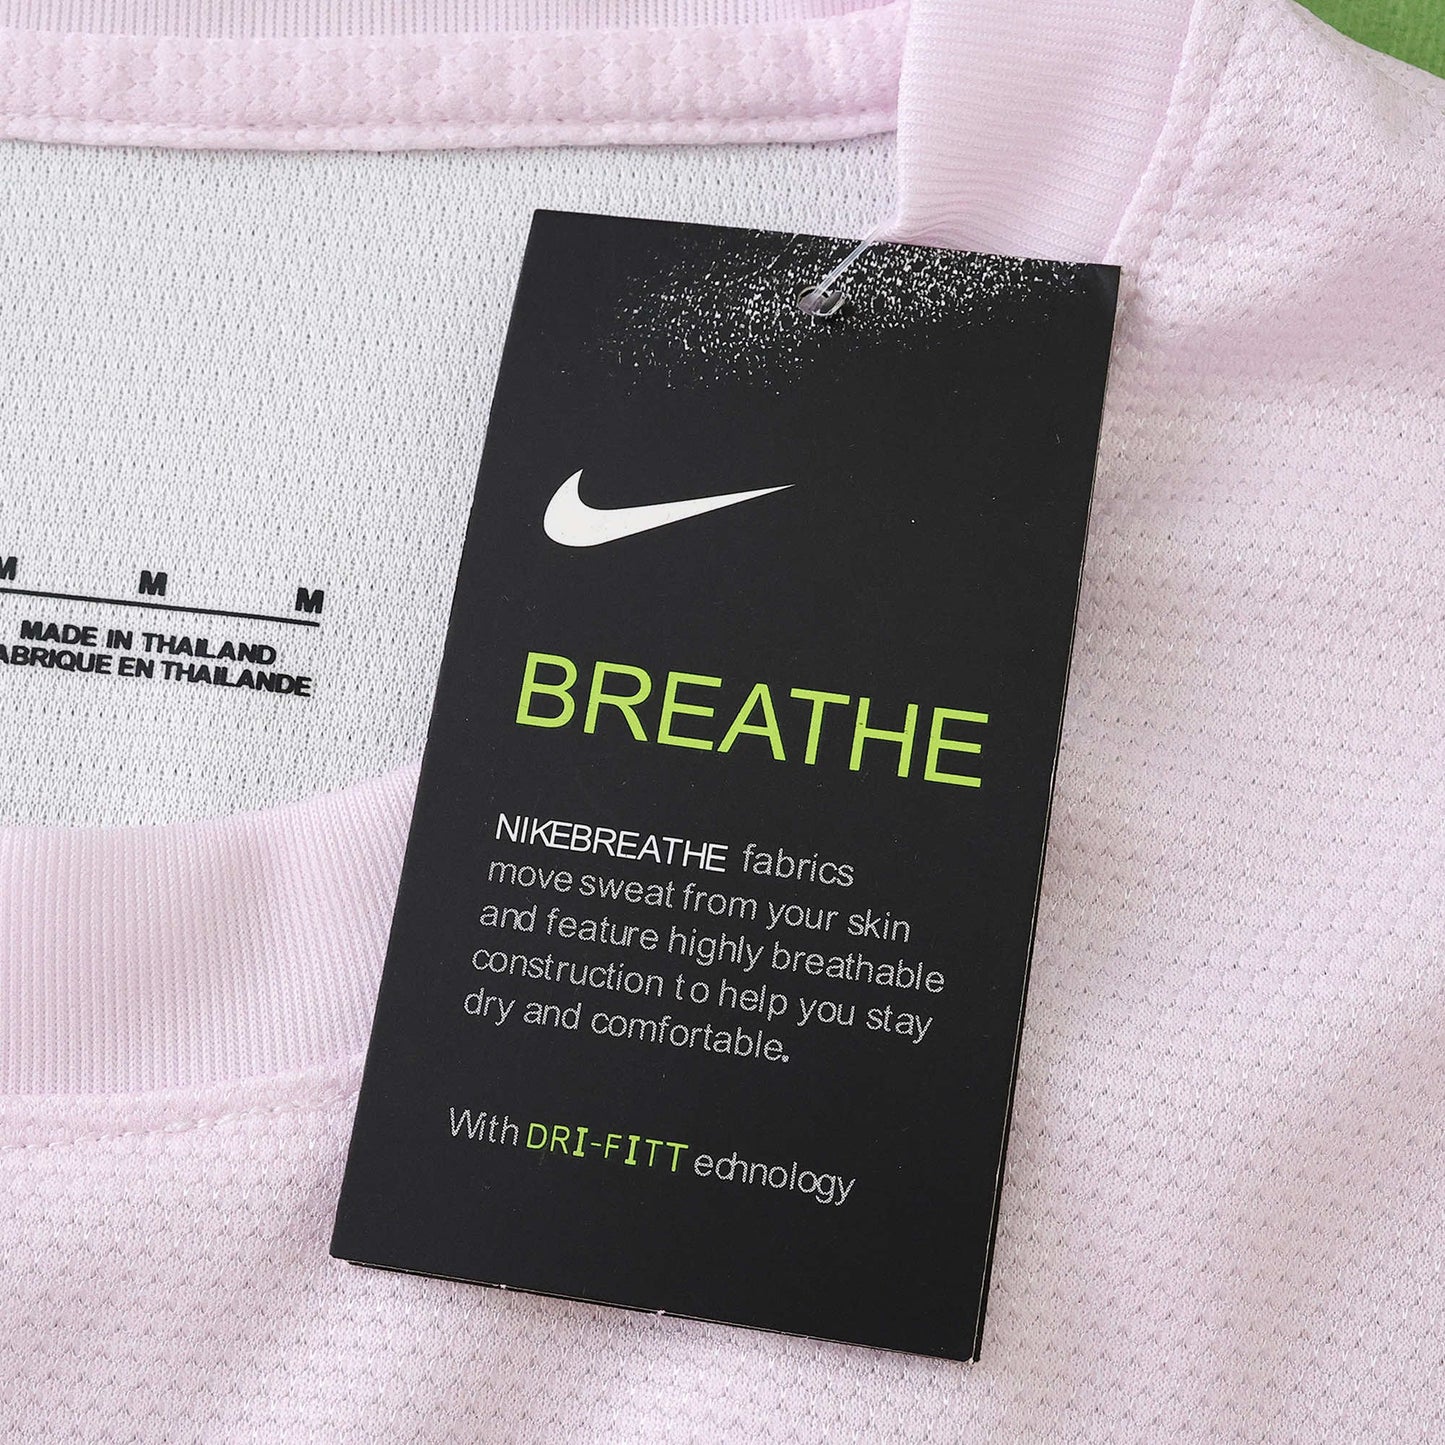 M M M
MADE IN THAILAND
ABRIQUE EN THAILANDE
BREATHE
NIKEBREATHE fabrics
move sweat from your skin
and feature highly breathable
construction to help you stay
dry and comfortable.
With DRI-FITT echnology